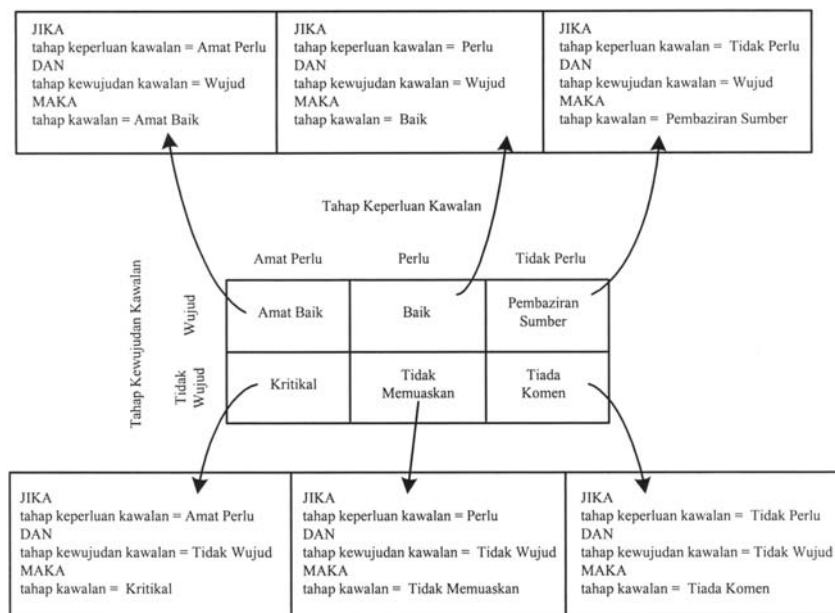 JIKA
tahap keperluan kawalan = Amat Perlu
DAN
tahap kewujudan kawalan = Wujud
MAKA
tahap kawalan = Amat Baik
JIKA
tahap keperluan kawalan = Perlu
DAN
tahap kewujudan kawalan = Wujud
MAKA
tahap kawalan = Baik
JIKA
tahap keperluan kawalan = Tidak Perlu
DAN
tahap kewujudan kawalan = Wujud
MAKA
tahap kawalan = Pembaziran Sumber
Tahap Keperluan Kawalan
Amat Perlu
Perlu
Tidak Perlu
Tahap Kewujudan Kawalan
Wujud
Amat Baik
Baik
Pembaziran
Sumber
Tidak
Wujud
Kritikal
Tidak
Memuaskan
Tiada
Komen
JIKA
tahap keperluan kawalan = Amat Perlu
DAN
tahap kewujudan kawalan = Tidak Wujud
MAKA
tahap kawalan = Kritikal
JIKA
tahap keperluan kawalan = Perlu
DAN
tahap kewujudan kawalan = Tidak Wujud
MAKA
tahap kawalan = Tidak Memuaskan
JIKA
tahap keperluan kawalan = Tidak Perlu
DAN
tahap kewujudan kawalan = Tidak Wujud
MAKA
tahap kawalan = Tiada Komen